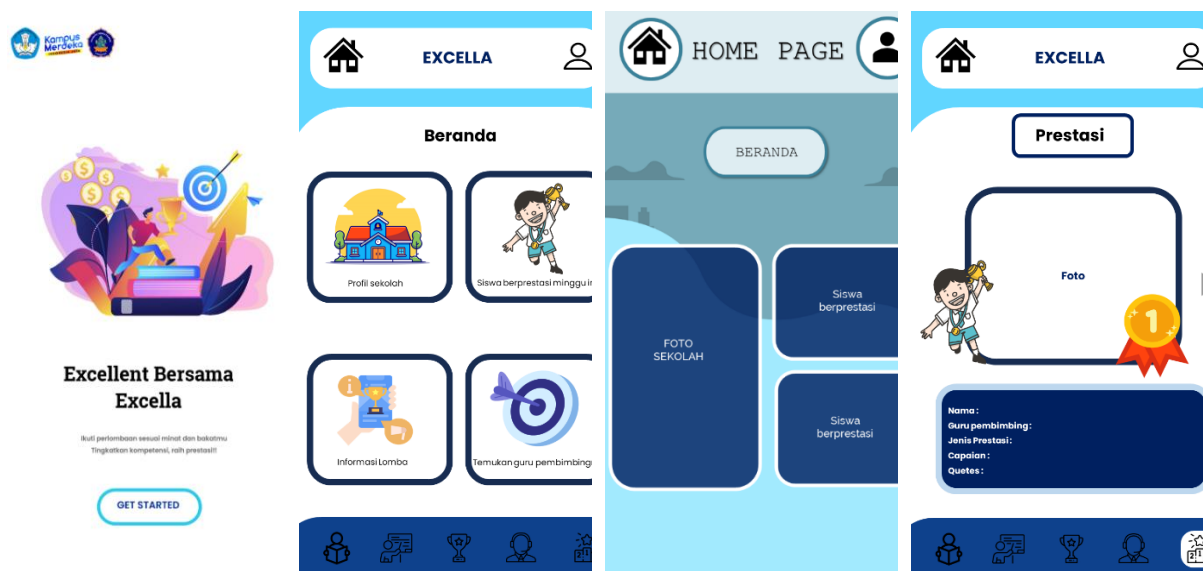 Kampus
Merdeka
Excellent Bersama
Excella
Ikuti perlombaan sesuai minat dan bakatmu
Tingkatkan kompetensi, raih prestasi!!
GET STARTED
EXCELLA
Beranda
Profil sekolah
Siswa berprestasi minggu in
Informasi Lomba
Temukan guru pembimbing
HOME PAGE
BERANDA
FOTO
SEKOLAH
Siswa
berprestasi
Siswa
berprestasi
EXCELLA
Prestasi
Foto
1
Nama :
Guru pembimbing :
Jenis Prestasi :
Capaian :
Quetes :